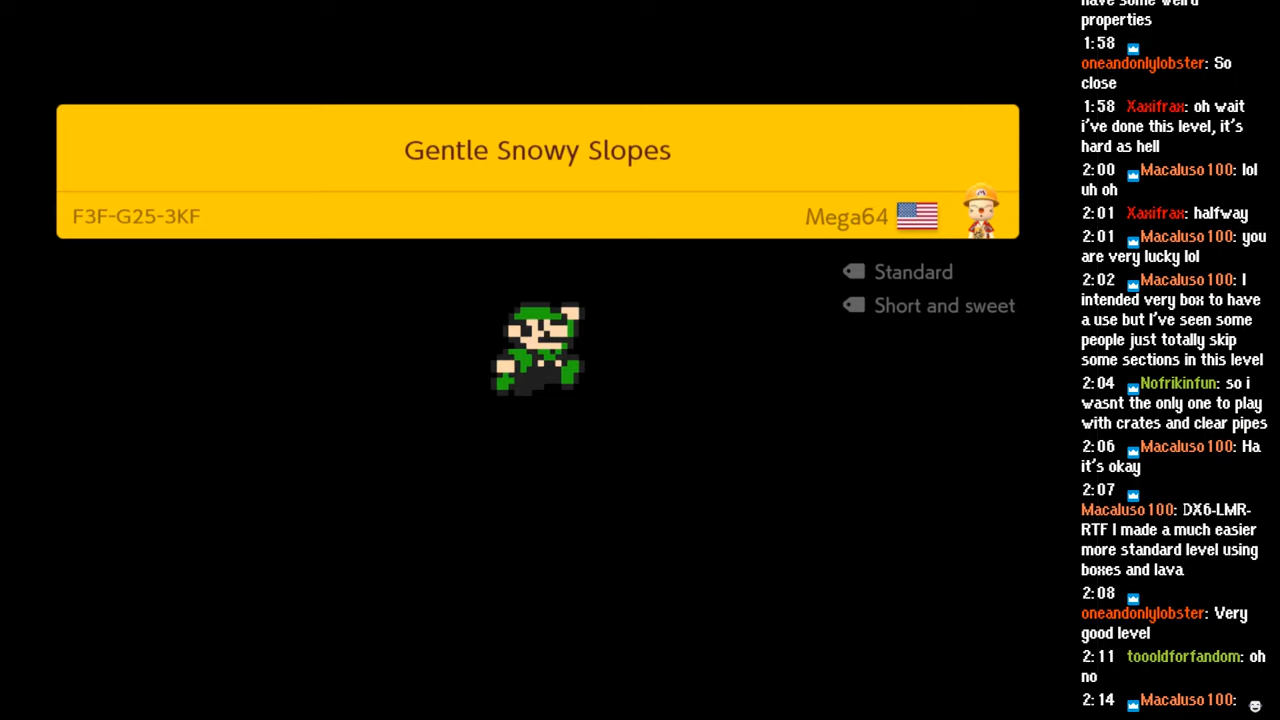 Gentle Snowy Slopes
F3F-G25-3KF
Mega64
Standard
Short and sweet
have some weird
properties
1:58
oneandonlylobster: So
close
1:58 Xaxifrax: oh wait
i've done this level, it's
hard as hell
2:00 Macaluso100: lol
uh oh
2:01 Xaxifrax: halfway
2:01 Macaluso100: you
are very lucky lol
2:02 Macaluso100: I
intended very box to have
a use but I've seen some
people just totally skip
some sections in this level
2:04 Nofrikinfun: so i
wasnt the only one to play
with crates and clear pipes
2:06 Macaluso100: Ha
it's okay
2:07
Macaluso100: DX6-LMR-
RTF I made a much easier
more standard level using
boxes and lava
2:08
oneandonlylobster: Very
good level
2:11 toooldforfandom: oh
no
2:14 Macaluso100: